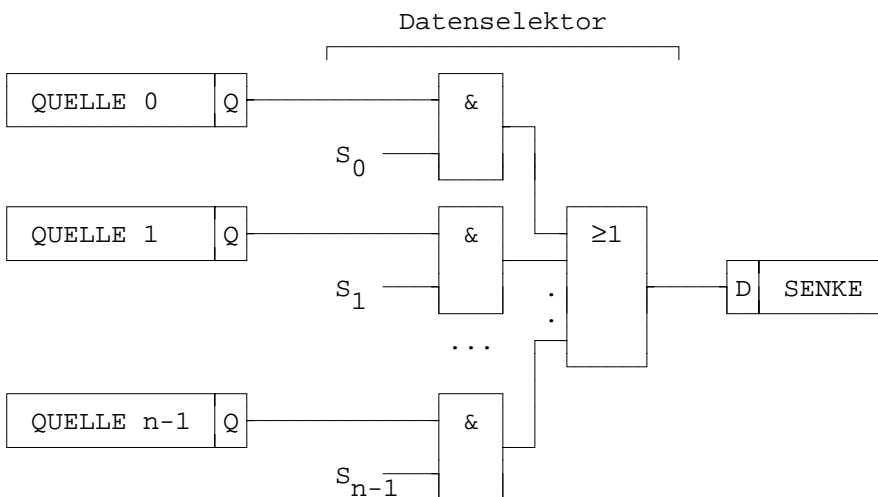 Datenselektor
QUELLE 0 Q &
S0
QUELLE 1 Q & ≥1
S1 D SENKE
...
QUELLE n-1 Q &
Sn-1